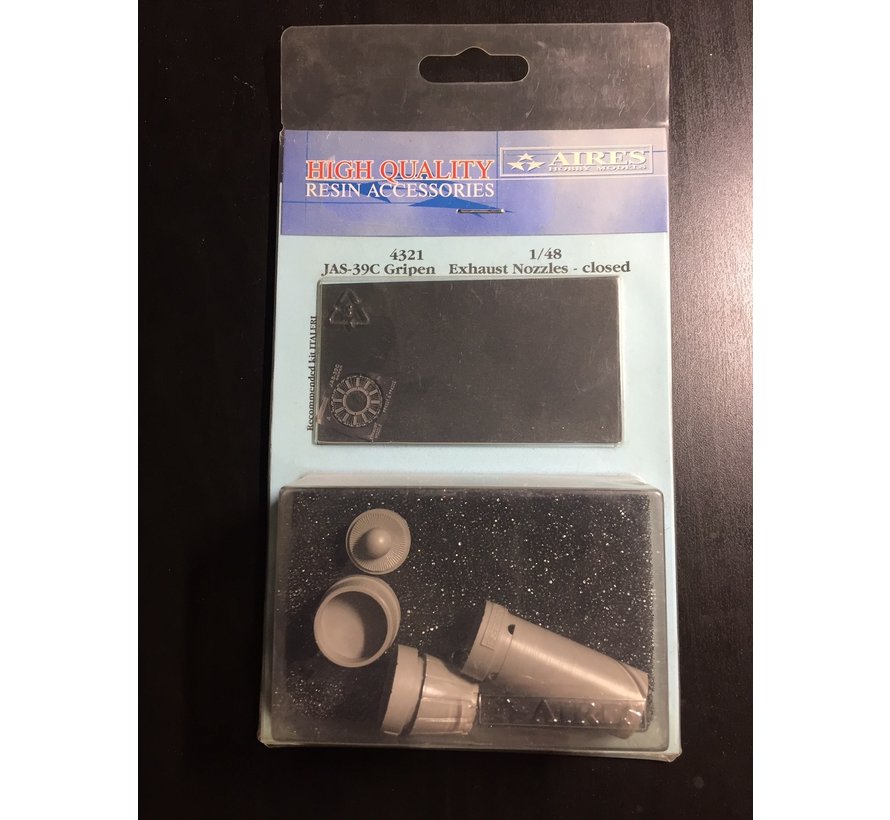 AIRES
HOBBY MODELS
HIGH QUALITY
RESIN ACCESSORIES
4321 1/48
JAS-39C Gripen Exhaust Nozzles - closed
Recommended kit ITALERI
AIRES